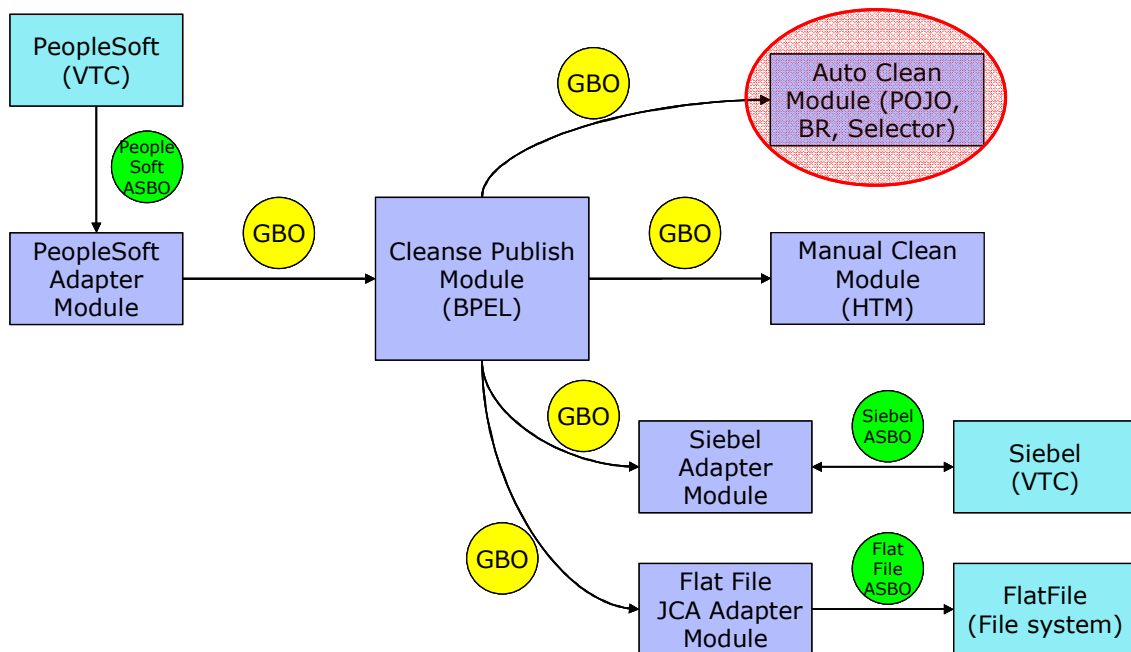 PeopleSoft
(VTC)
People
Soft
ASBO
PeopleSoft
Adapter
Module
GBO
Cleanse Publish
Module
(BPEL)
GBO
Auto Clean
Module (POJO,
BR, Selector)
GBO
Manual Clean
Module
(HTM)
GBO
Siebel
Adapter
Module
Siebel
ASBO
Siebel
(VTC)
GBO
Flat File
JCA Adapter
Module
Flat
File
ASBO
FlatFile
(File system)